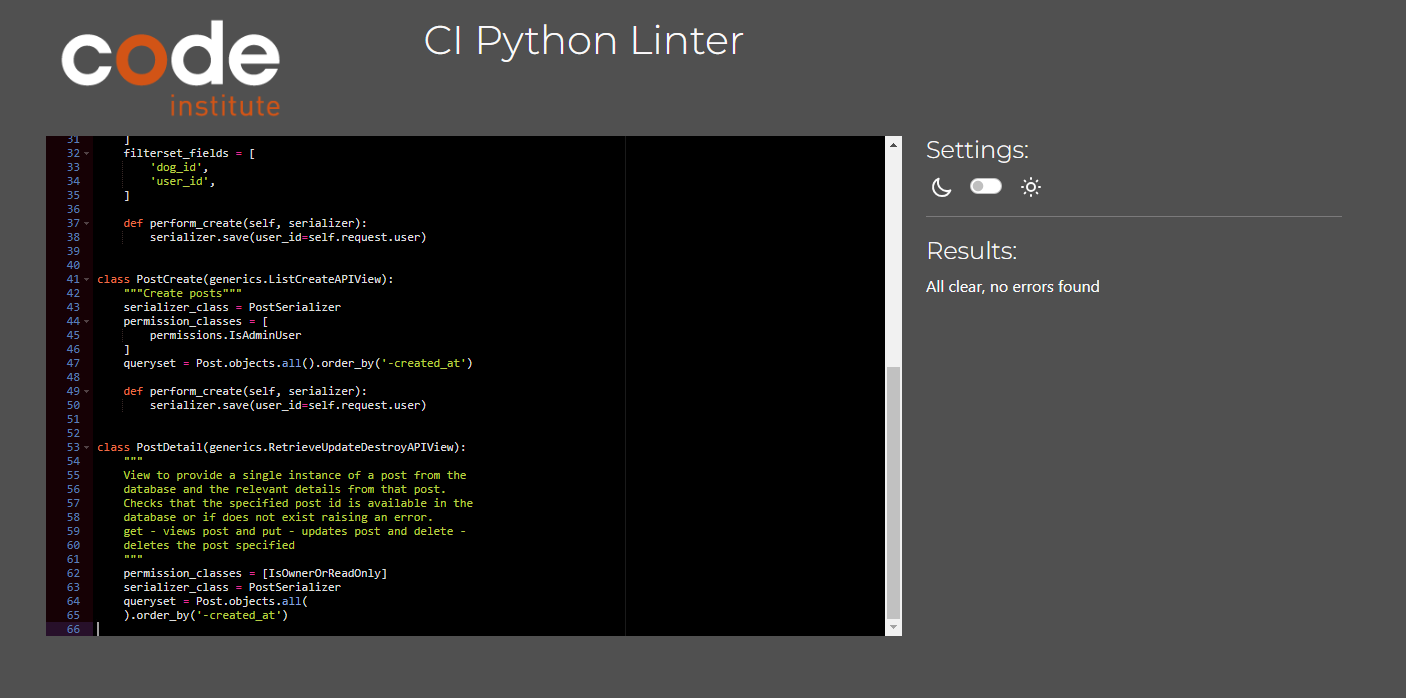 code
institute
CI Python Linter
31 ]
32 filterset_fields = [
33 'dog_id',
34 'user_id',
35 ]
36
37 def perform_create(self, serializer):
38 serializer.save(user_id=self.request.user)
39
40
41 class PostCreate(generics.ListCreateAPIView):
42 """Create posts"""
43 serializer_class = PostSerializer
44 permission_classes = [
45 permissions.IsAdminUser
46 ]
47 queryset = Post.objects.all().order_by('-created_at')
48
49 def perform_create(self, serializer):
50 serializer.save(user_id=self.request.user)
51
52
53 class PostDetail(generics.RetrieveUpdateDestroyAPIView):
54 """
55 View to provide a single instance of a post from the
56 database and the relevant details from that post.
57 Checks that the specified post id is available in the
58 database or if does not exist raising an error.
59 get - views post and put - updates post and delete -
60 deletes the post specified
61 """
62 permission_classes = [IsOwnerOrReadOnly]
63 serializer_class = PostSerializer
64 queryset = Post.objects.all(
65 ).order_by('-created_at')
66
Settings:
Results:
All clear, no errors found